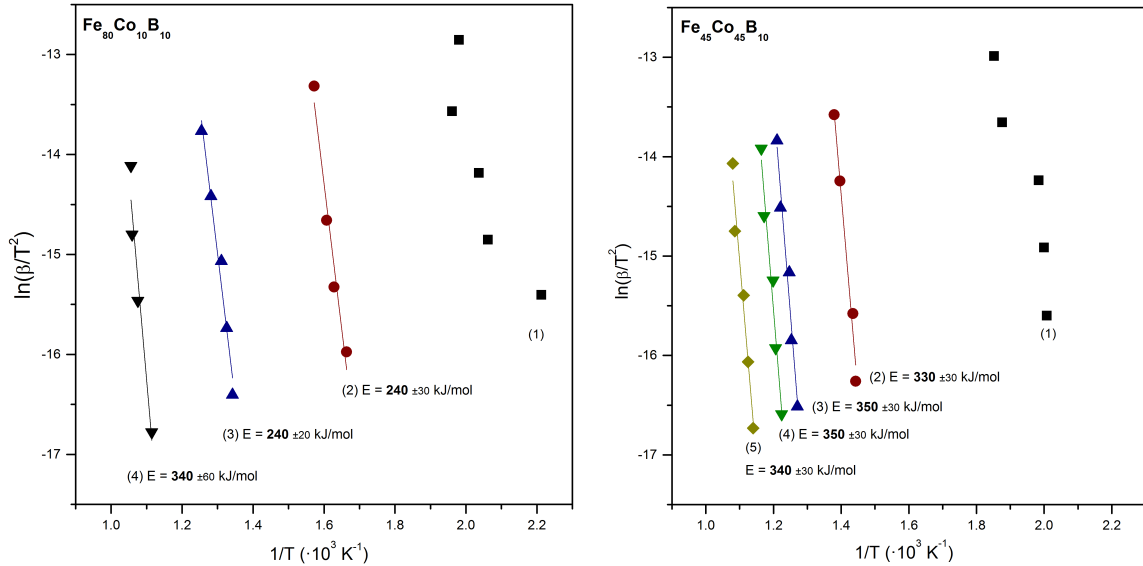 Fe80Co10B10
-13
-14
-15
-16
-17
ln(β/T²)
(1)
(2) E = 240 ±30 kJ/mol
(3) E = 240 ±20 kJ/mol
(4) E = 340 ±60 kJ/mol
1.0 1.2 1.4 1.6 1.8 2.0 2.2
1/T (·10³ K⁻¹)
Fe45Co45B10
-13
-14
-15
-16
-17
ln(β/T²)
(1)
(2) E = 330 ±30 kJ/mol
(3) E = 350 ±30 kJ/mol
(4) E = 350 ±30 kJ/mol
(5)
E = 340 ±30 kJ/mol
1.0 1.2 1.4 1.6 1.8 2.0 2.2
1/T (·10³ K⁻¹)